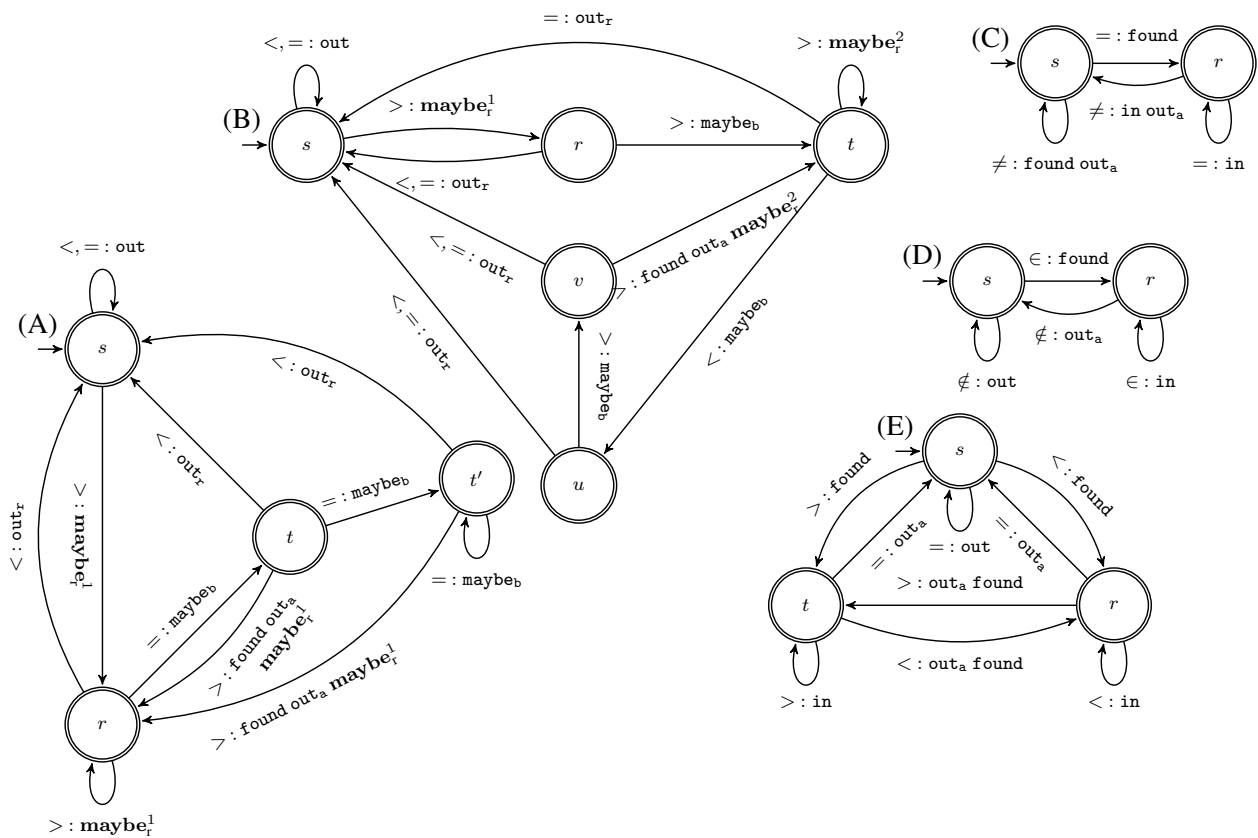 (B)
<, = : out
s
> : maybe_r^1
<, = : out_r
r
> : maybe_b
= : out_r
> : maybe_r^2
t
<, = : out_r
v
> : found out_a maybe_r^2
<, = : out_r
> : maybe_b
< : maybe_b
u
(C)
s
= : found
r
≠ : in out_a
≠ : found out_a
= : in
(D)
s
∈ : found
r
∉ : out_a
∉ : out
∈ : in
(A)
<, = : out
s
< : out_r
< : out_r
> : maybe_r^1
< : out_r
t
= : maybe_b
t′
= : maybe_b
= : maybe_b
> : found out_a
maybe_r^1
> : found out_a maybe_r^1
r
> : maybe_r^1
(E)
s
> : found
< : found
= : out
= : out_a
= : out_a
t
> : out_a found
r
< : out_a found
> : in
< : in